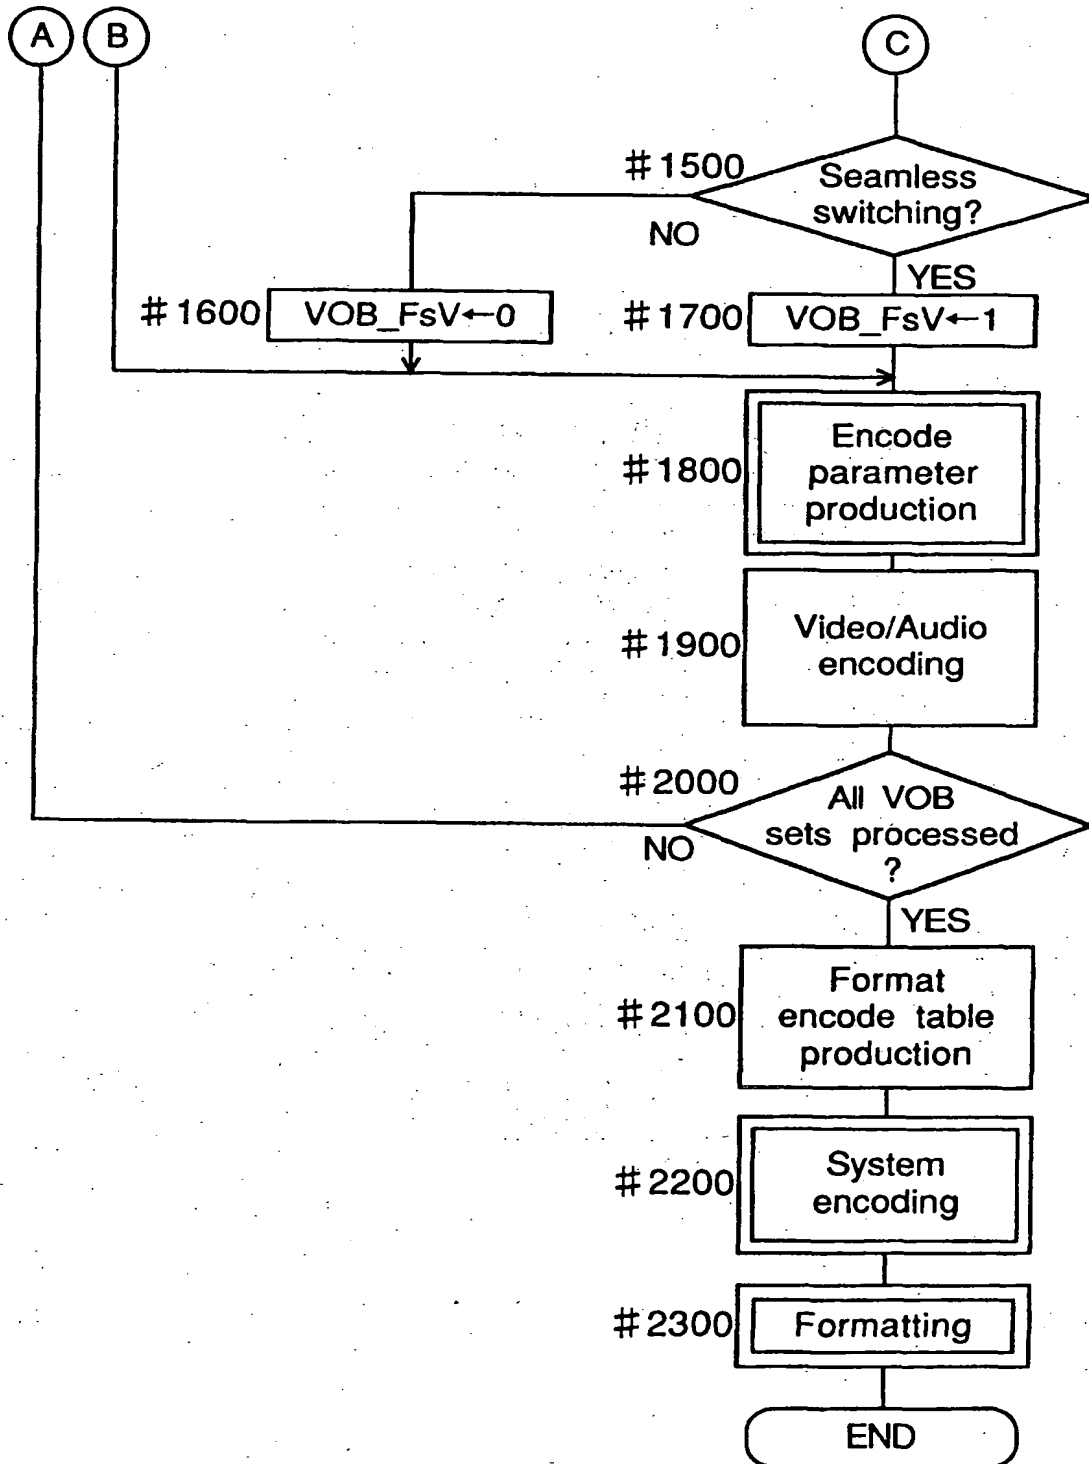 A B C
#1500
Seamless
switching?
NO
YES
#1600 VOB_FsV←0
#1700 VOB_FsV←1
#1800
Encode
parameter
production
#1900
Video/Audio
encoding
#2000
All VOB
sets processed
?
NO
YES
#2100
Format
encode table
production
#2200
System
encoding
#2300 Formatting
END